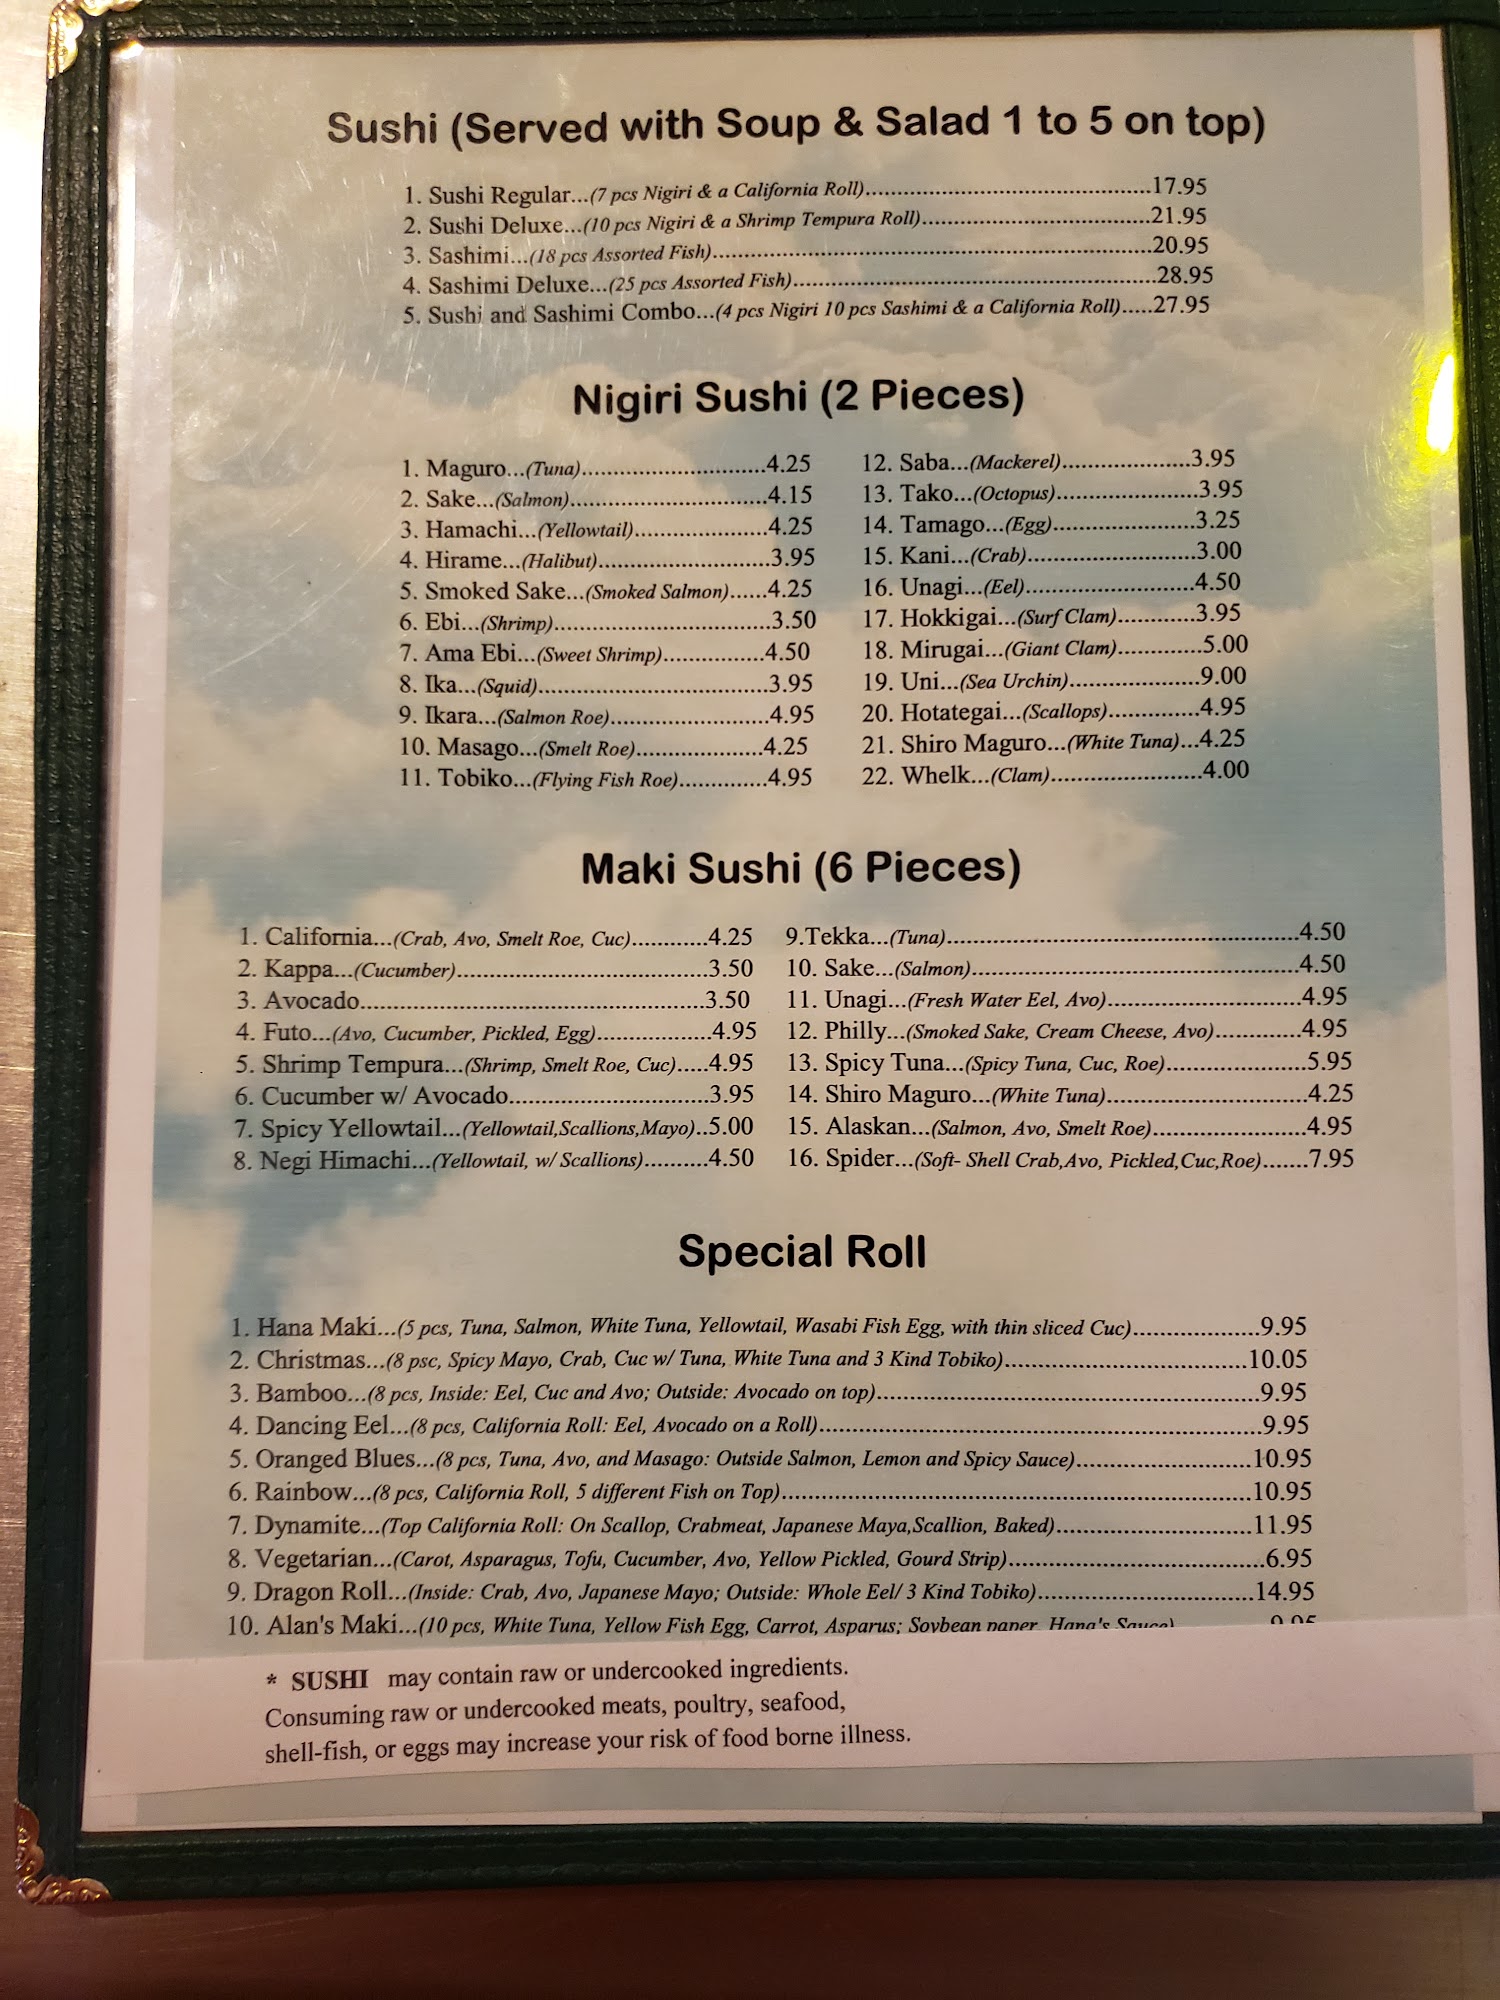 Sushi (Served with Soup & Salad 1 to 5 on top)
1. Sushi Regular...(7 pcs Nigiri & a California Roll)...17.95
2. Sushi Deluxe...(10 pcs Nigiri & a Shrimp Tempura Roll)...21.95
3. Sashimi...(18 pcs Assorted Fish)...20.95
4. Sashimi Deluxe...(25 pcs Assorted Fish)...28.95
5. Sushi and Sashimi Combo...(4 pcs Nigiri 10 pcs Sashimi & a California Roll).....27.95
Nigiri Sushi (2 Pieces)
1. Maguro...(Tuna)...4.25
2. Sake...(Salmon)...4.15
3. Hamachi...(Yellowtail)...4.25
4. Hirame...(Halibut)...3.95
5. Smoked Sake...(Smoked Salmon)......4.25
6. Ebi...(Shrimp)...3.50
7. Ama Ebi...(Sweet Shrimp)...4.50
8. Ika...(Squid)...3.95
9. Ikara...(Salmon Roe)...4.95
10. Masago...(Smelt Roe)...4.25
11. Tobiko...(Flying Fish Roe)...4.95
12. Saba...(Mackerel)...3.95
13. Tako...(Octopus)...3.95
14. Tamago...(Egg)...3.25
15. Kani...(Crab)...3.00
16. Unagi...(Eel)...4.50
17. Hokkigai...(Surf Clam)...3.95
18. Mirugai...(Giant Clam)...5.00
19. Uni...(Sea Urchin)...9.00
20. Hotategai...(Scallops)...4.95
21. Shiro Maguro...(White Tuna)...4.25
22. Whelk...(Clam)...4.00
Maki Sushi (6 Pieces)
1. California...(Crab, Avo, Smelt Roe, Cuc)...4.25
2. Kappa...(Cucumber)...3.50
3. Avocado...3.50
4. Futo...(Avo, Cucumber, Pickled, Egg)...4.95
5. Shrimp Tempura...(Shrimp, Smelt Roe, Cuc).....4.95
6. Cucumber w/ Avocado...3.95
7. Spicy Yellowtail...(Yellowtail,Scallions,Mayo)..5.00
8. Negi Himachi...(Yellowtail, w/ Scallions)...4.50
9.Tekka...(Tuna)...4.50
10. Sake...(Salmon)...4.50
11. Unagi...(Fresh Water Eel, Avo)...4.95
12. Philly...(Smoked Sake, Cream Cheese, Avo)...4.95
13. Spicy Tuna...(Spicy Tuna, Cuc, Roe)...5.95
14. Shiro Maguro...(White Tuna)...4.25
15. Alaskan...(Salmon, Avo, Smelt Roe)...4.95
16. Spider...(Soft- Shell Crab,Avo, Pickled,Cuc,Roe).......7.95
Special Roll
1. Hana Maki...(5 pcs, Tuna, Salmon, White Tuna, Yellowtail, Wasabi Fish Egg, with thin sliced Cuc)...9.95
2. Christmas...(8 psc, Spicy Mayo, Crab, Cuc w/ Tuna, White Tuna and 3 Kind Tobiko)...10.05
3. Bamboo...(8 pcs, Inside: Eel, Cuc and Avo; Outside: Avocado on top)...9.95
4. Dancing Eel...(8 pcs, California Roll: Eel, Avocado on a Roll)...9.95
5. Oranged Blues...(8 pcs, Tuna, Avo, and Masago: Outside Salmon, Lemon and Spicy Sauce)...10.95
6. Rainbow...(8 pcs, California Roll, 5 different Fish on Top)...10.95
7. Dynamite...(Top California Roll: On Scallop, Crabmeat, Japanese Maya,Scallion, Baked)...11.95
8. Vegetarian...(Carot, Asparagus, Tofu, Cucumber, Avo, Yellow Pickled, Gourd Strip)...6.95
9. Dragon Roll...(Inside: Crab, Avo, Japanese Mayo; Outside: Whole Eel/ 3 Kind Tobiko)...14.95
10. Alan's Maki...(10 pcs, White Tuna, Yellow Fish Egg, Carrot, Asparus; Soybean paper, Hana's Sauce)...9.95
* SUSHI may contain raw or undercooked ingredients.
Consuming raw or undercooked meats, poultry, seafood,
shell-fish, or eggs may increase your risk of food borne illness.